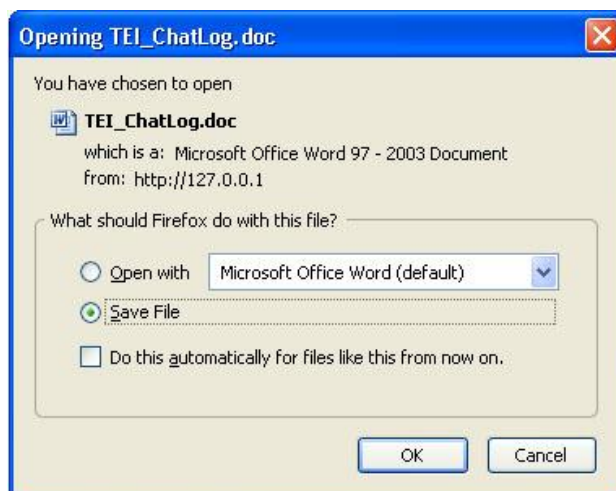 Opening TEI_ChatLog.doc
You have chosen to open
TEI_ChatLog.doc
which is a: Microsoft Office Word 97 - 2003 Document
from: http://127.0.0.1
What should Firefox do with this file?
Open with Microsoft Office Word (default)
Save File
Do this automatically for files like this from now on.
OK Cancel